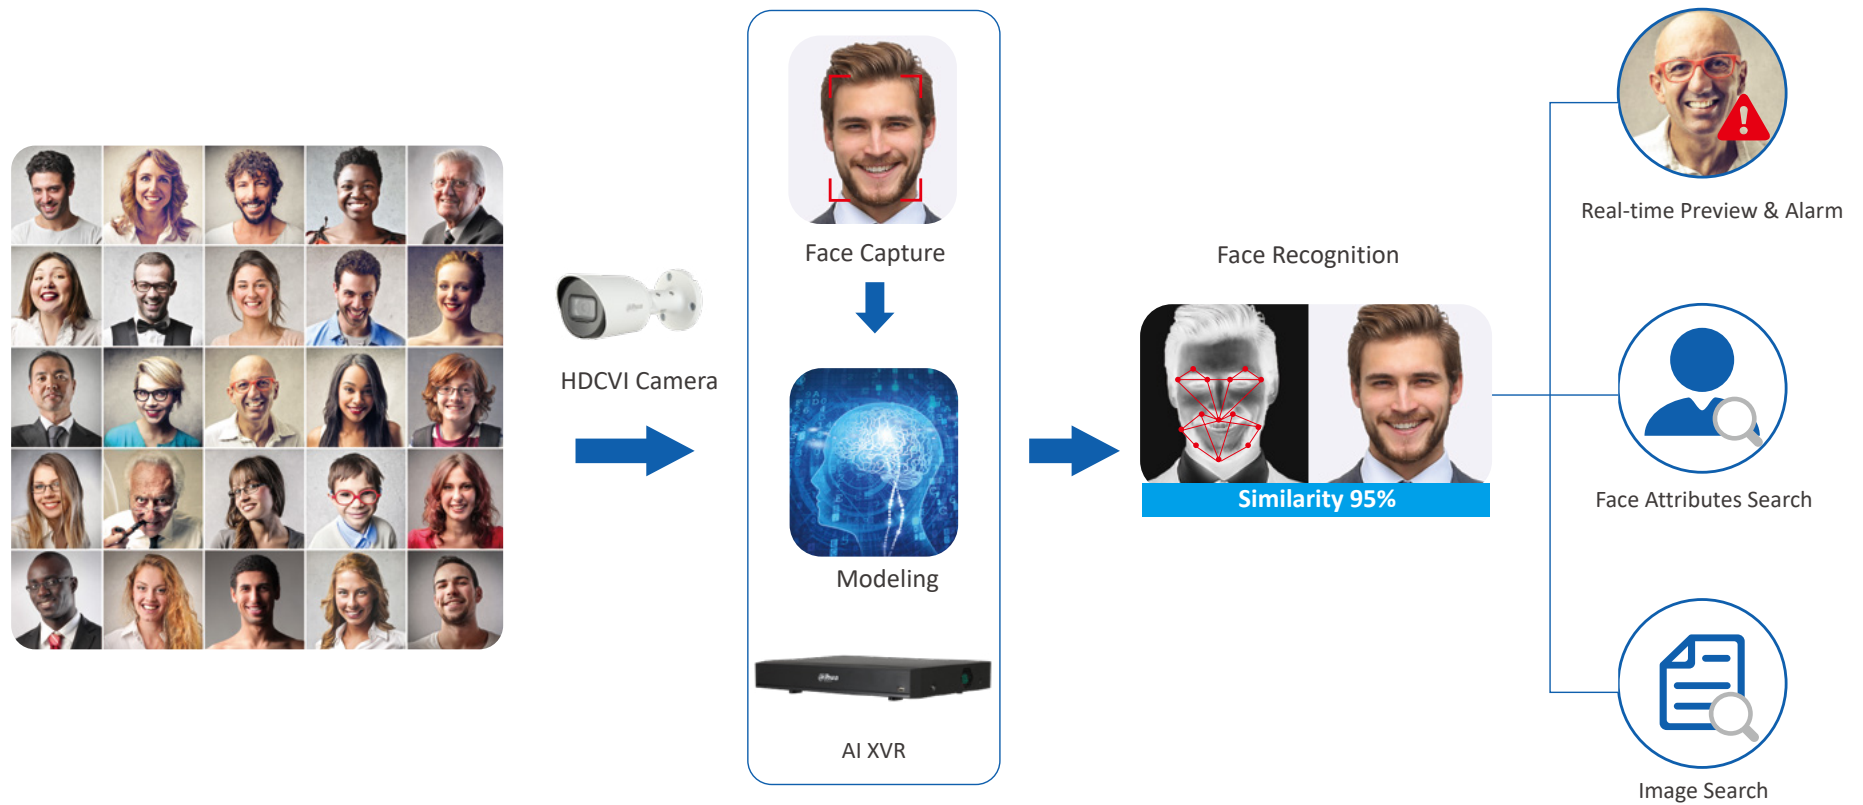 HDCVI Camera
Face Capture
Modeling
alhua
AI XVR
Face Recognition
Similarity 95%
Real-time Preview & Alarm
Face Attributes Search
Image Search